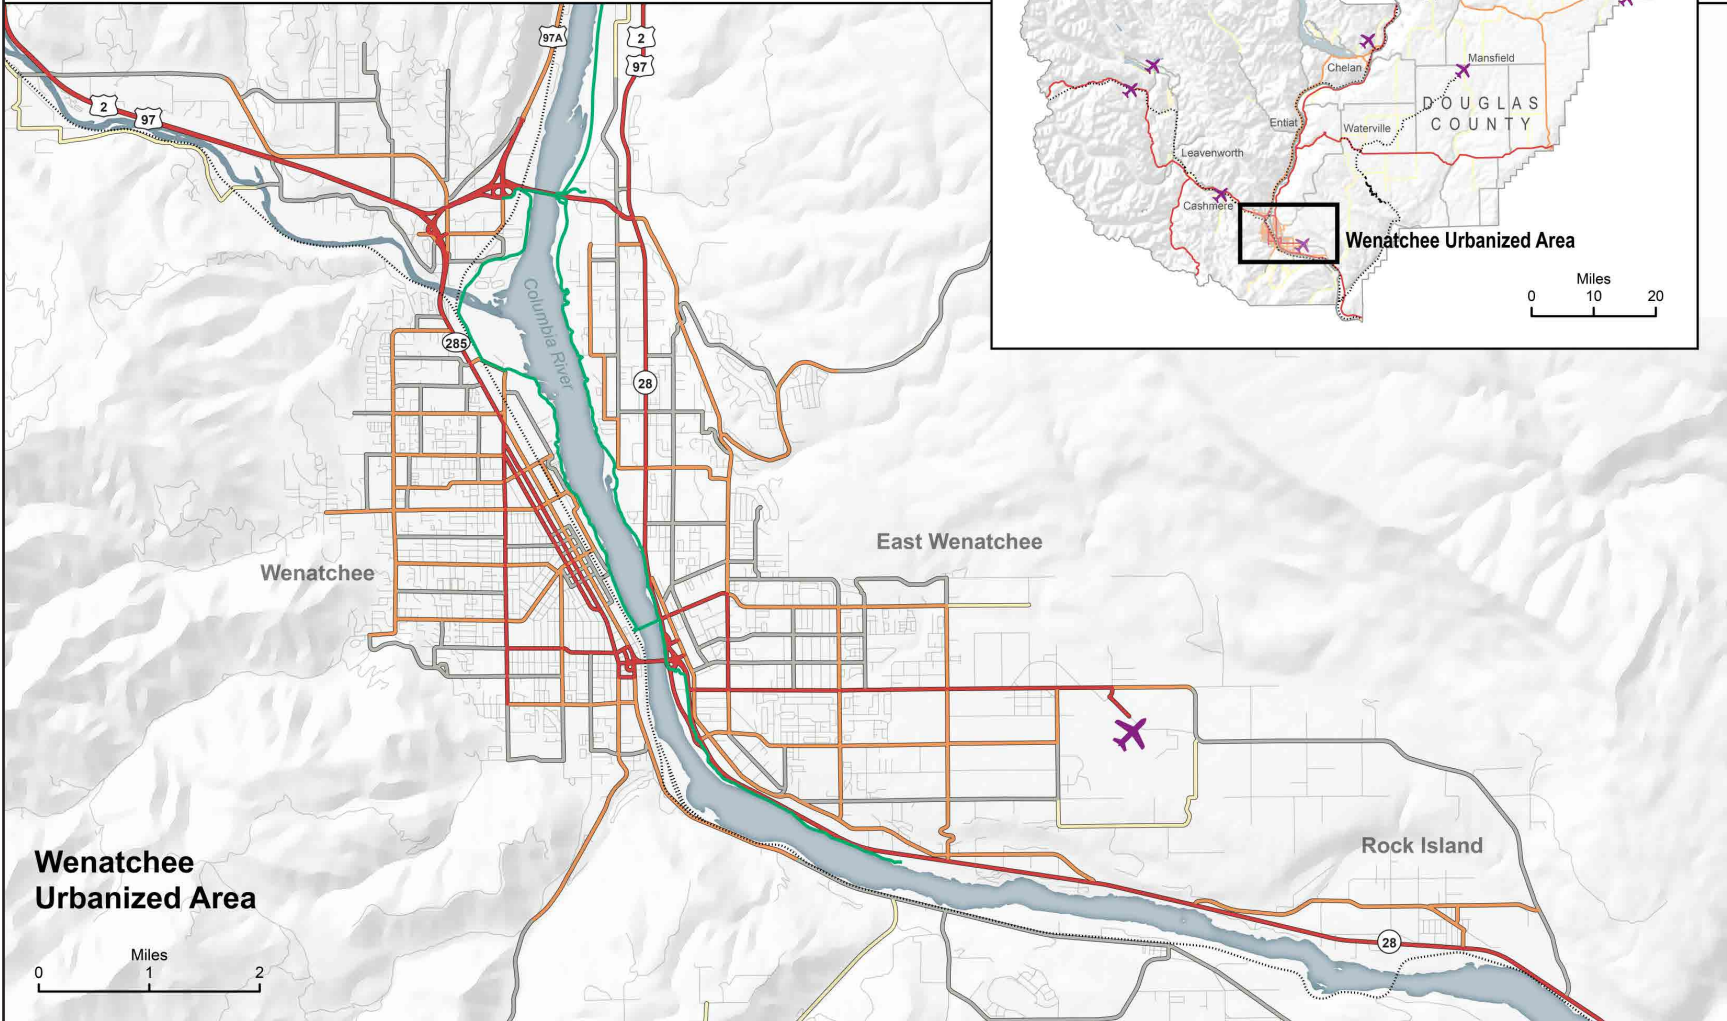 97A
2
97
2
97
Chelan
Mansfield
DOUGLAS
COUNTY
Entiat
Waterville
Leavenworth
Cashmere
Wenatchee Urbanized Area
Miles
0 10 20
Columbia River
285
28
East Wenatchee
Wenatchee
Rock Island
Wenatchee
Urbanized Area
28
Miles
0 1 2